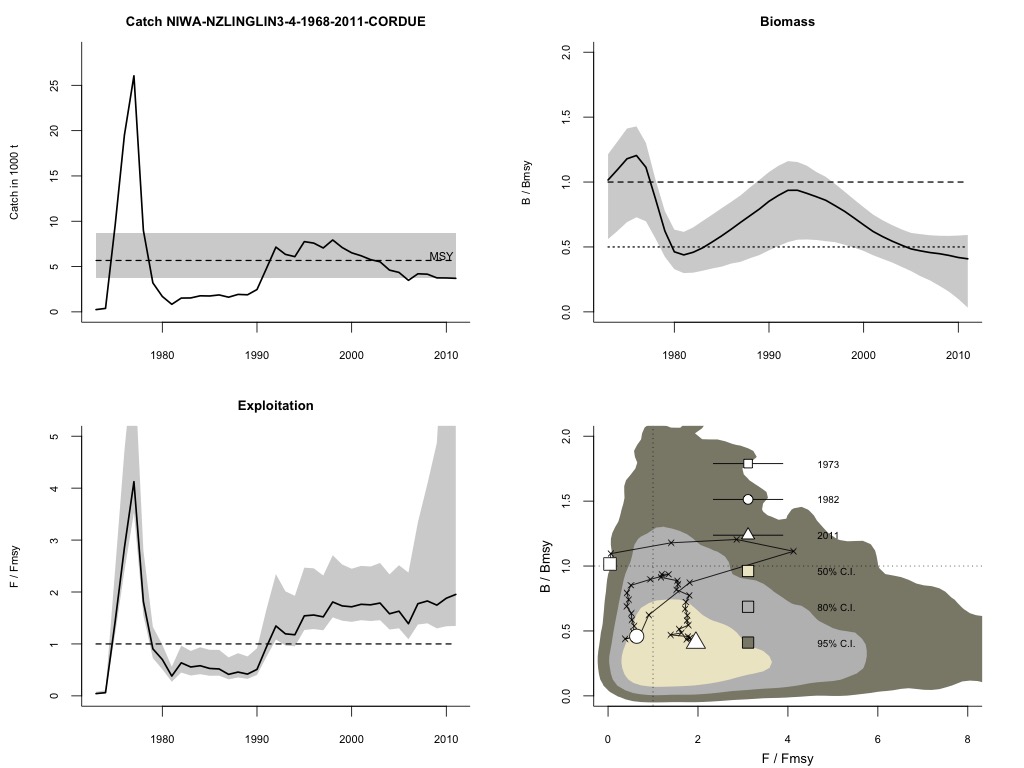 Catch NIWA-NZLINGLIN3-4-1968-2011-CORDUE
Catch in 1000 t
0 5 10 15 20 25
MSY
1980 1990 2000 2010
Biomass
B / Bmsy
0.0 0.5 1.0 1.5 2.0
1980 1990 2000 2010
Exploitation
F / Fmsy
0 1 2 3 4 5
1980 1990 2000 2010
B / Bmsy
0.0 0.5 1.0 1.5 2.0
1973
1982
2011
50% C.I.
80% C.I.
95% C.I.
0 2 4 6 8
F / Fmsy